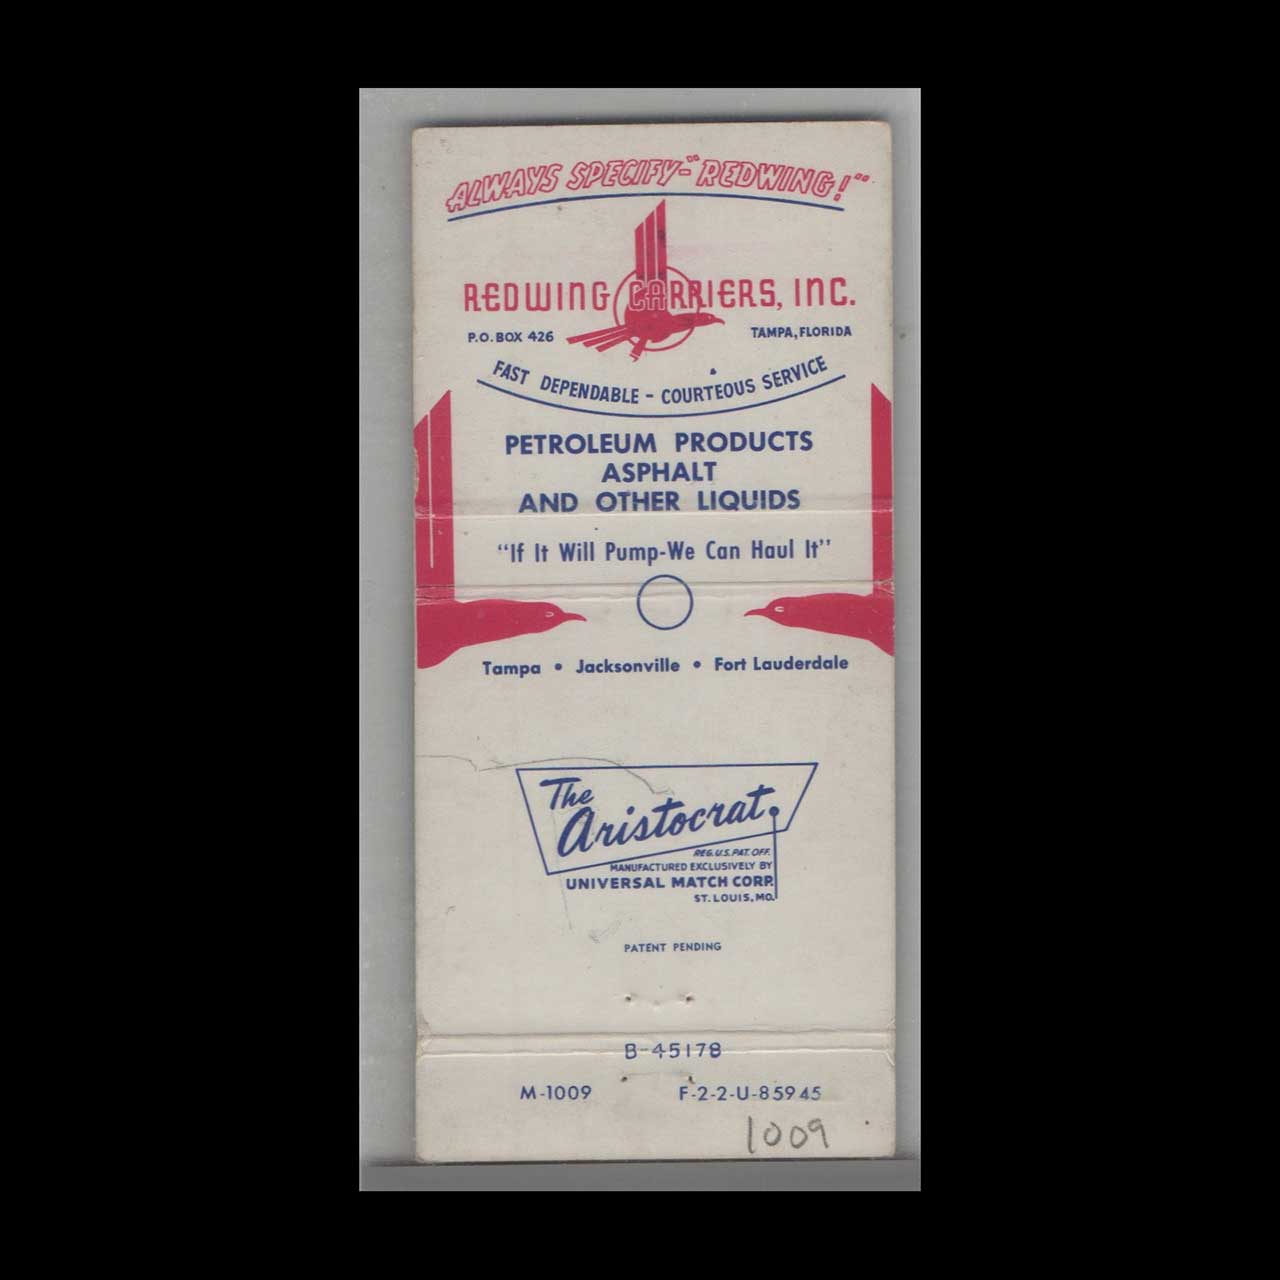 ALWAYS SPECIFY-"REDWING!"
REDWING CARRIERS, INC.
P.O. BOX 426 TAMPA, FLORIDA
FAST DEPENDABLE - COURTEOUS SERVICE
PETROLEUM PRODUCTS
ASPHALT
AND OTHER LIQUIDS
"If It Will Pump-We Can Haul It"
Tampa • Jacksonville • Fort Lauderdale
The
Aristocrat
REG. U.S. PAT. OFF.
MANUFACTURED EXCLUSIVELY BY
UNIVERSAL MATCH CORP.
ST. LOUIS, MO.
PATENT PENDING
B-45178
M-1009 F-2-2-U-85945
1009